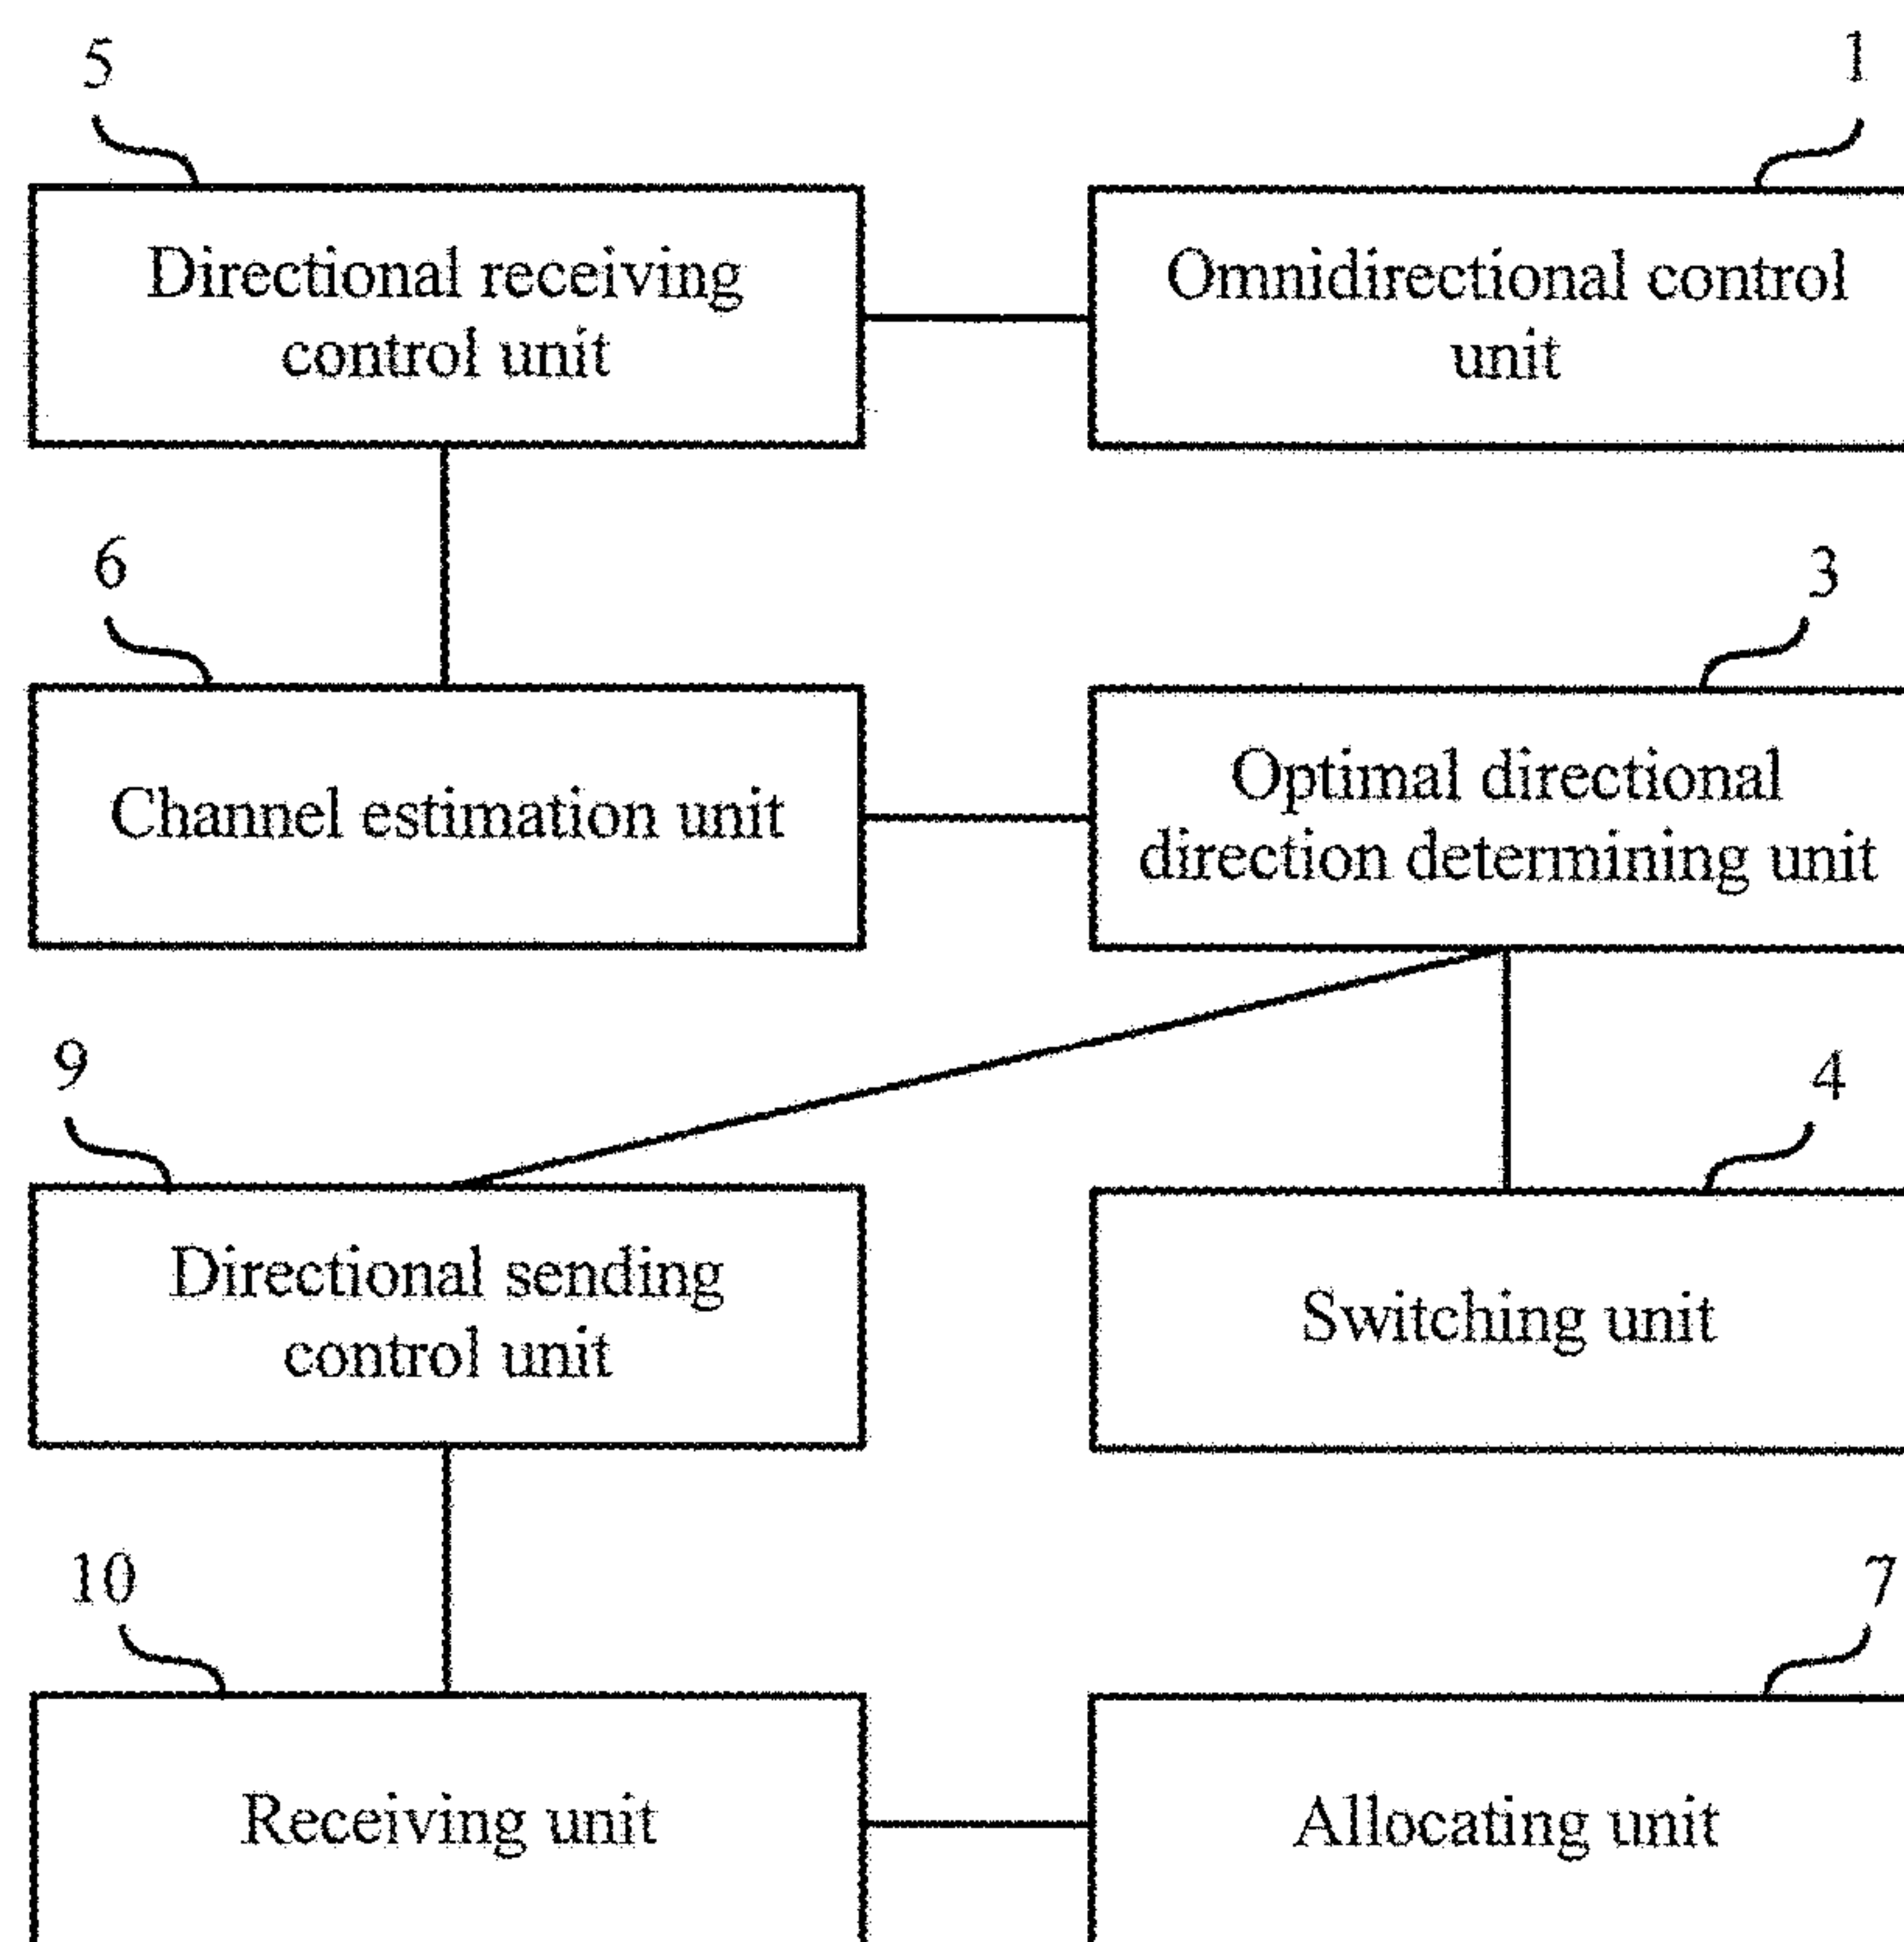 5
1
Directional receiving
control unit
Omnidirectional control
unit
6
3
Channel estimation unit
Optimal directional
direction determining unit
9
4
Directional sending
control unit
Switching unit
10
7
Receiving unit
Allocating unit